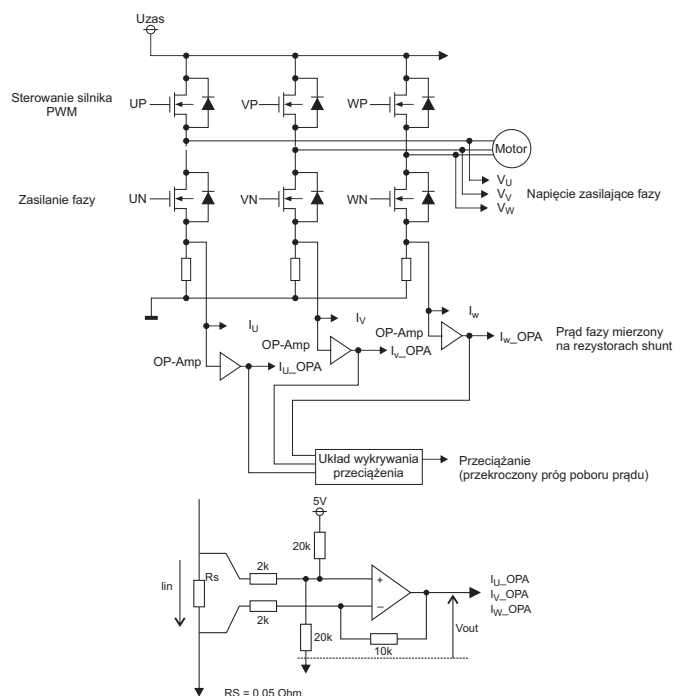 Uzas
Sterowanie silnika
PWM
UP
VP
WP
Motor
Zasilanie fazy
UN
VN
WN
VU
VV
VW
Napięcie zasilające fazy
IU
IV
Iw
OP-Amp
OP-Amp
OP-Amp
IU_OPA
Iv_OPA
Iw_OPA
Prąd fazy mierzony
na rezystorach shunt
Układ wykrywania
przeciążenia
Przeciążanie
(przekroczony próg poboru prądu)
5V
20k
2k
Rs
Iin
2k
+
−
20k
10k
Vout
IU_OPA
IV_OPA
IW_OPA
RS = 0,05 Ohm